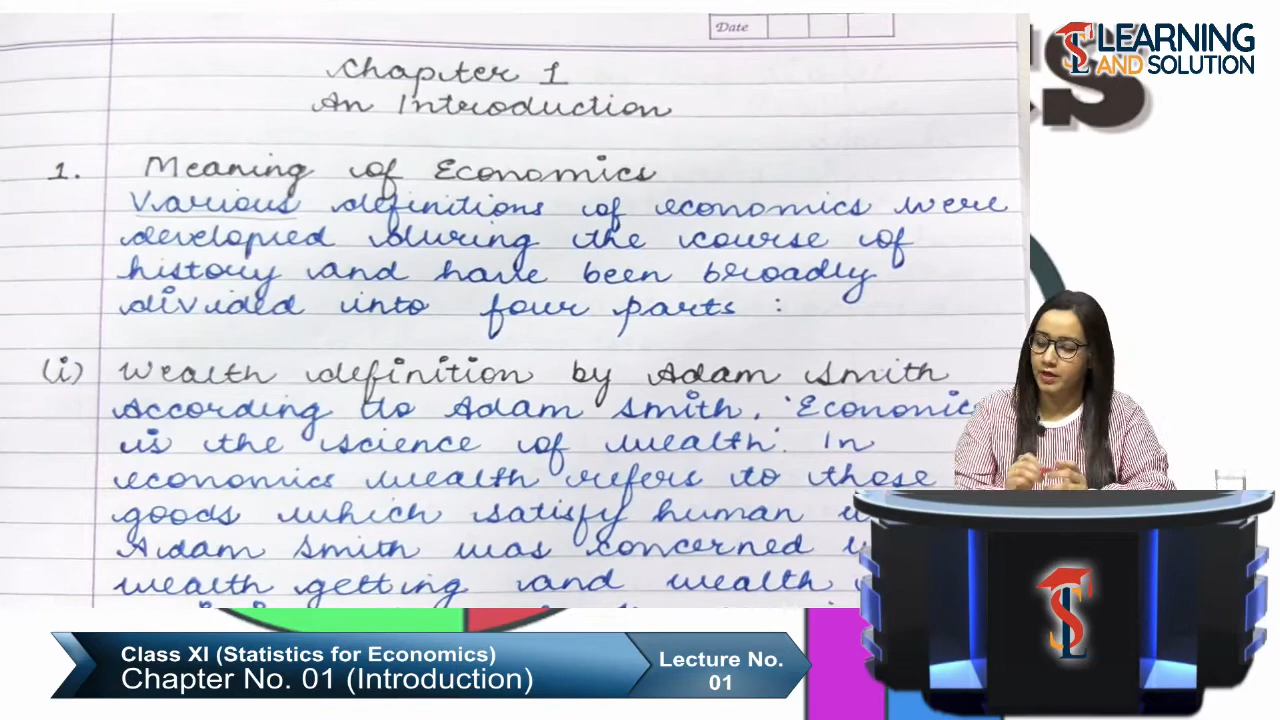 Date
LEARNING
AND SOLUTION
Chapter 1
An Introduction
1. Meaning of Economics
Various definitions of economics were
developed during the course of
history and have been broadly
divided into four parts :
(i) Wealth definition by Adam Smith
According to Adam Smith, 'Economic
is the science of wealth'. In
economics wealth refers to those
goods which satisfy human
Adam Smith was concerned
wealth getting and wealth
Class XI (Statistics for Economics)
Chapter No. 01 (Introduction)
Lecture No.
01